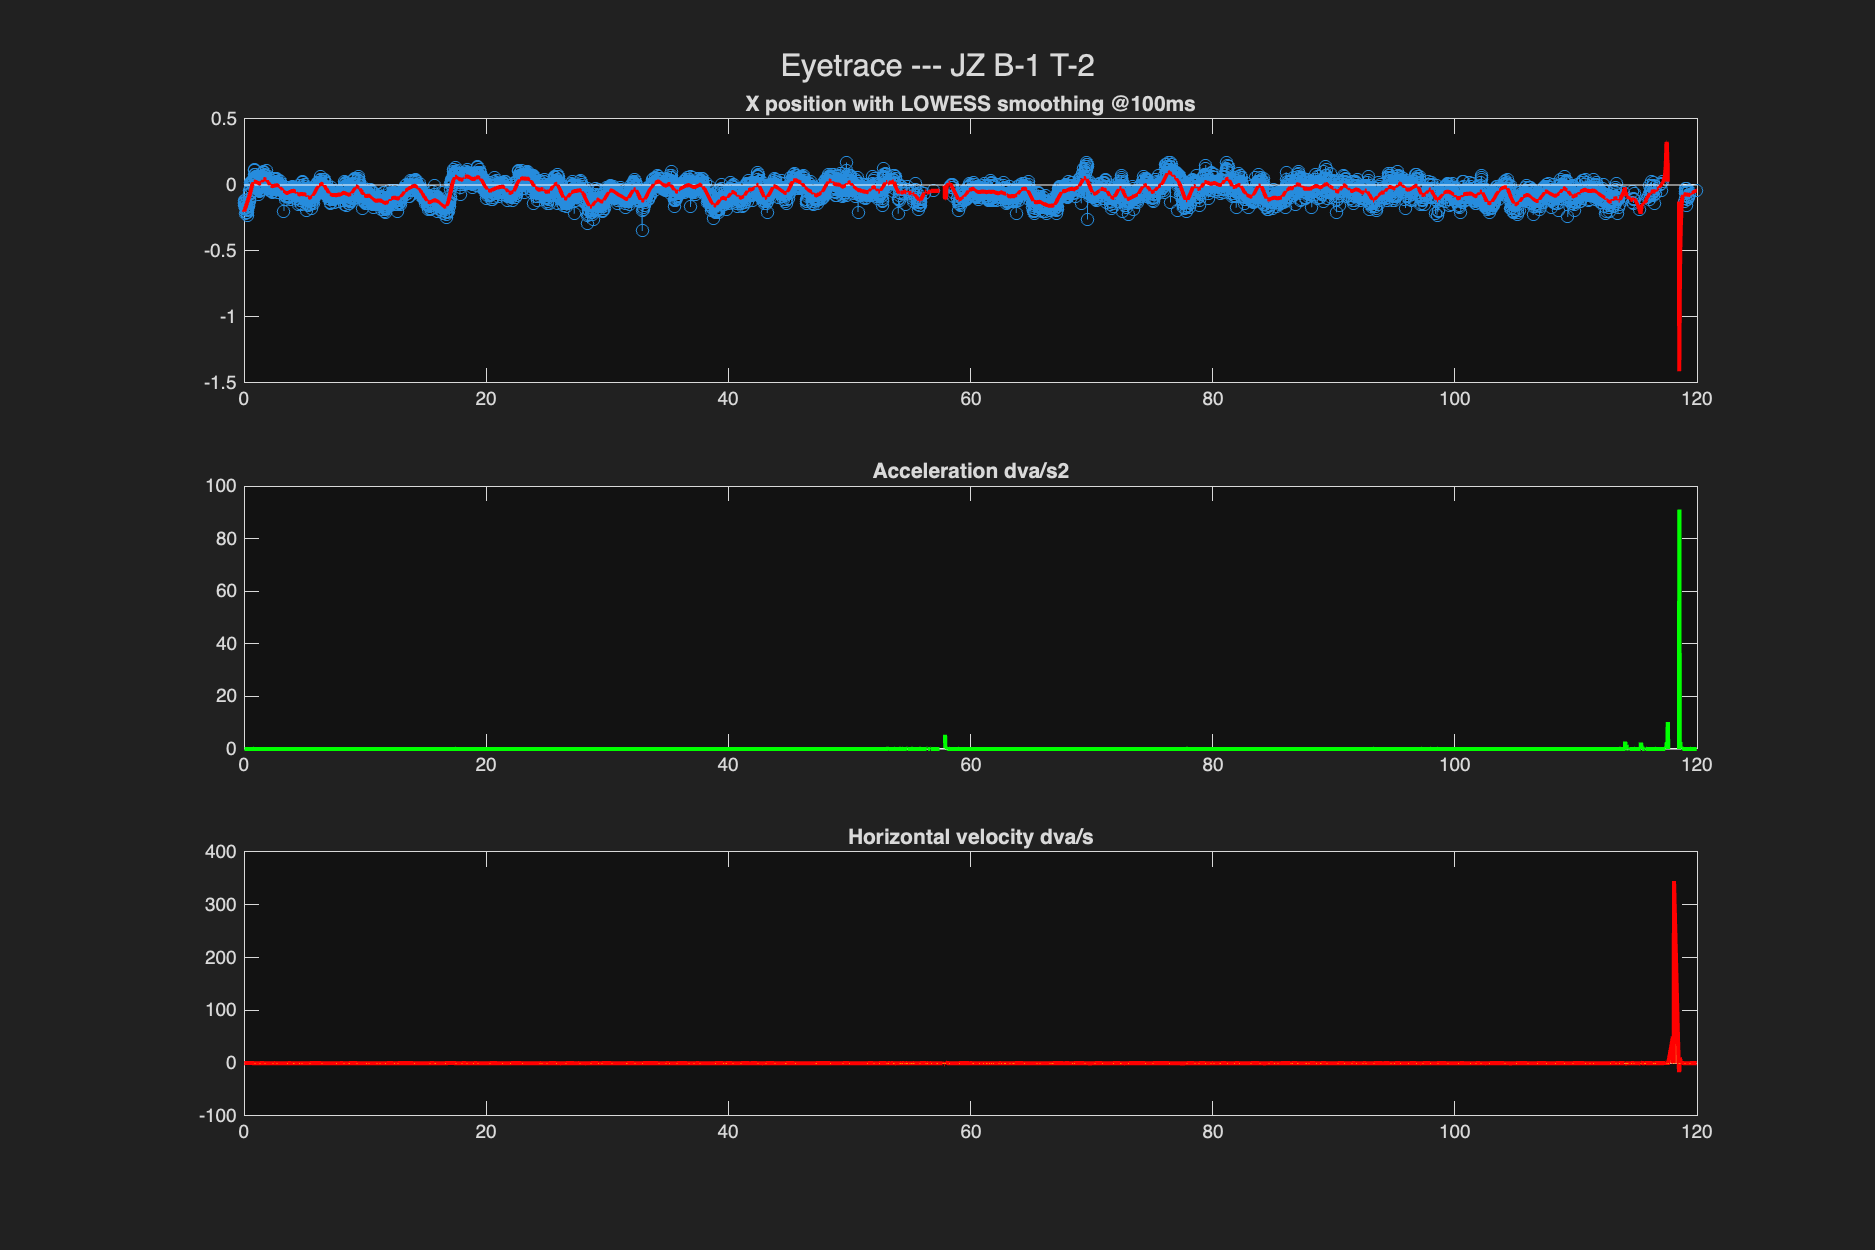 Eyetrace --- JZ B-1 T-2
X position with LOWESS smoothing @100ms
0.5
0
-0.5
-1
-1.5
0 20 40 60 80 100 120
Acceleration dva/s2
100
80
60
40
20
0
0 20 40 60 80 100 120
Horizontal velocity dva/s
400
300
200
100
0
-100
0 20 40 60 80 100 120